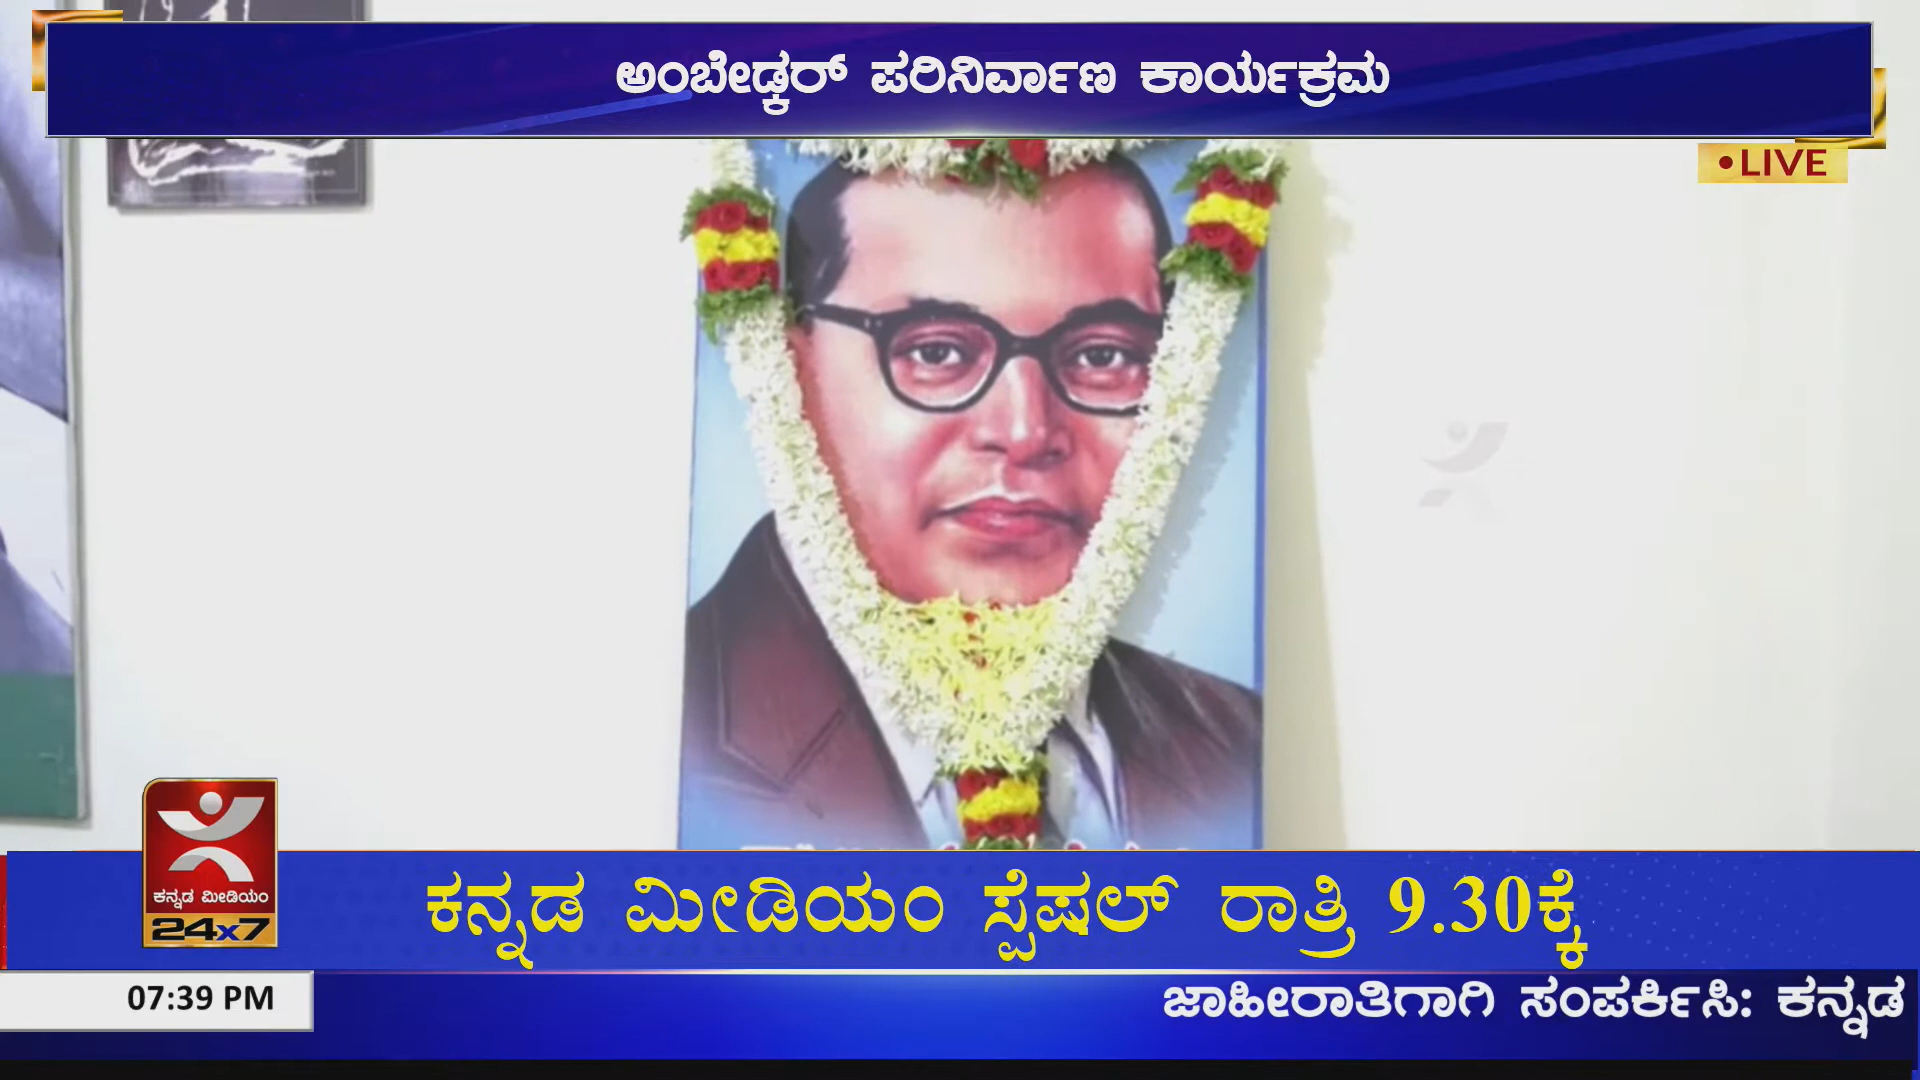 ಅಂಬೇಡ್ಕರ್ ಪರಿನಿರ್ವಾಣ ಕಾರ್ಯಕ್ರಮ
•LIVE
ಕನ್ನಡ ಮೀಡಿಯಂ
24x7
ಕನ್ನಡ ಮೀಡಿಯಂ ಸ್ಪೆಷಲ್ ರಾತ್ರಿ 9.30ಕ್ಕೆ
07:39 PM
ಜಾಹೀರಾತಿಗಾಗಿ ಸಂಪರ್ಕಿಸಿ: ಕನ್ನಡ